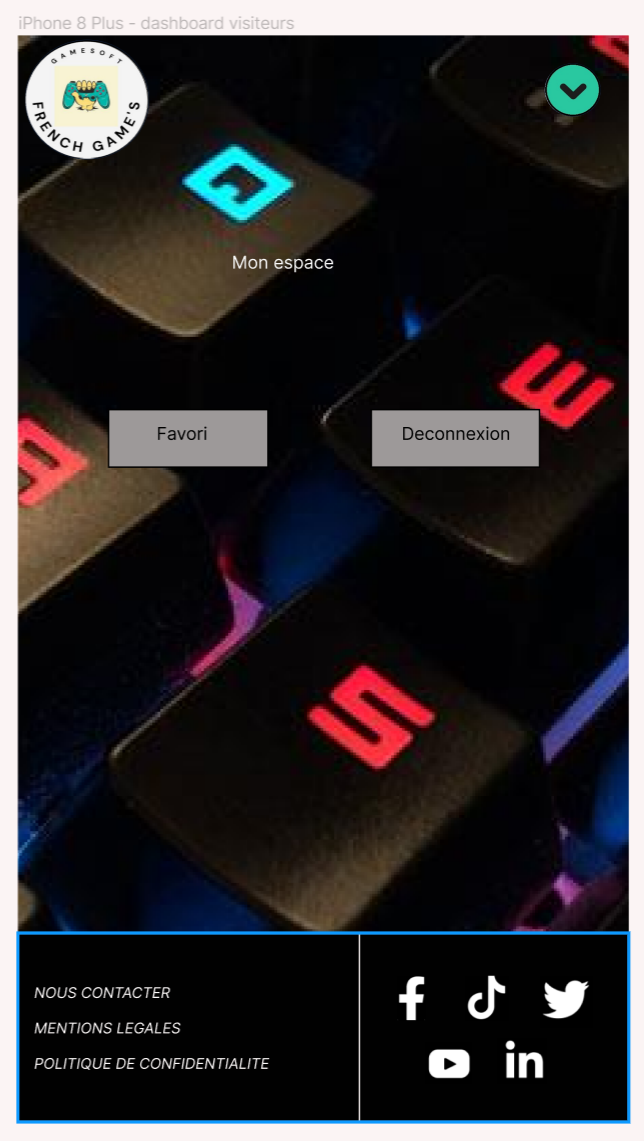 iPhone 8 Plus - dashboard visiteurs
GAMESOFT
FRENCH GAME'S
Q
Mon espace
E
Favori
Deconnexion
S
NOUS CONTACTER
MENTIONS LEGALES
POLITIQUE DE CONFIDENTIALITE
in